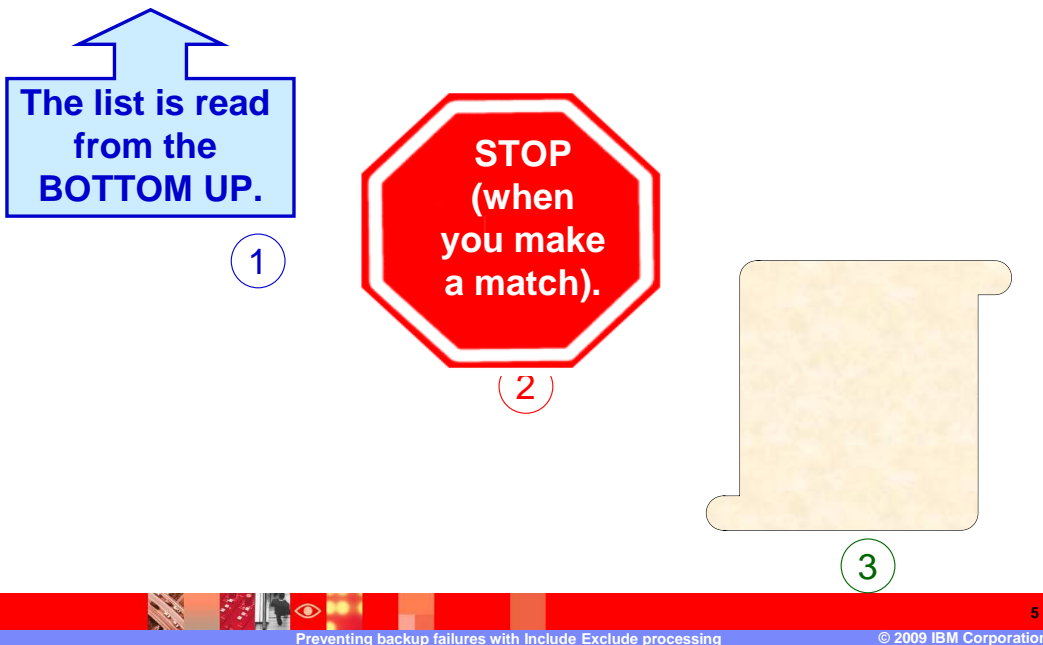 The list is read
from the
BOTTOM UP.
1
STOP
(when
you make
a match).
2
3
5
Preventing backup failures with Include Exclude processing
© 2009 IBM Corporation